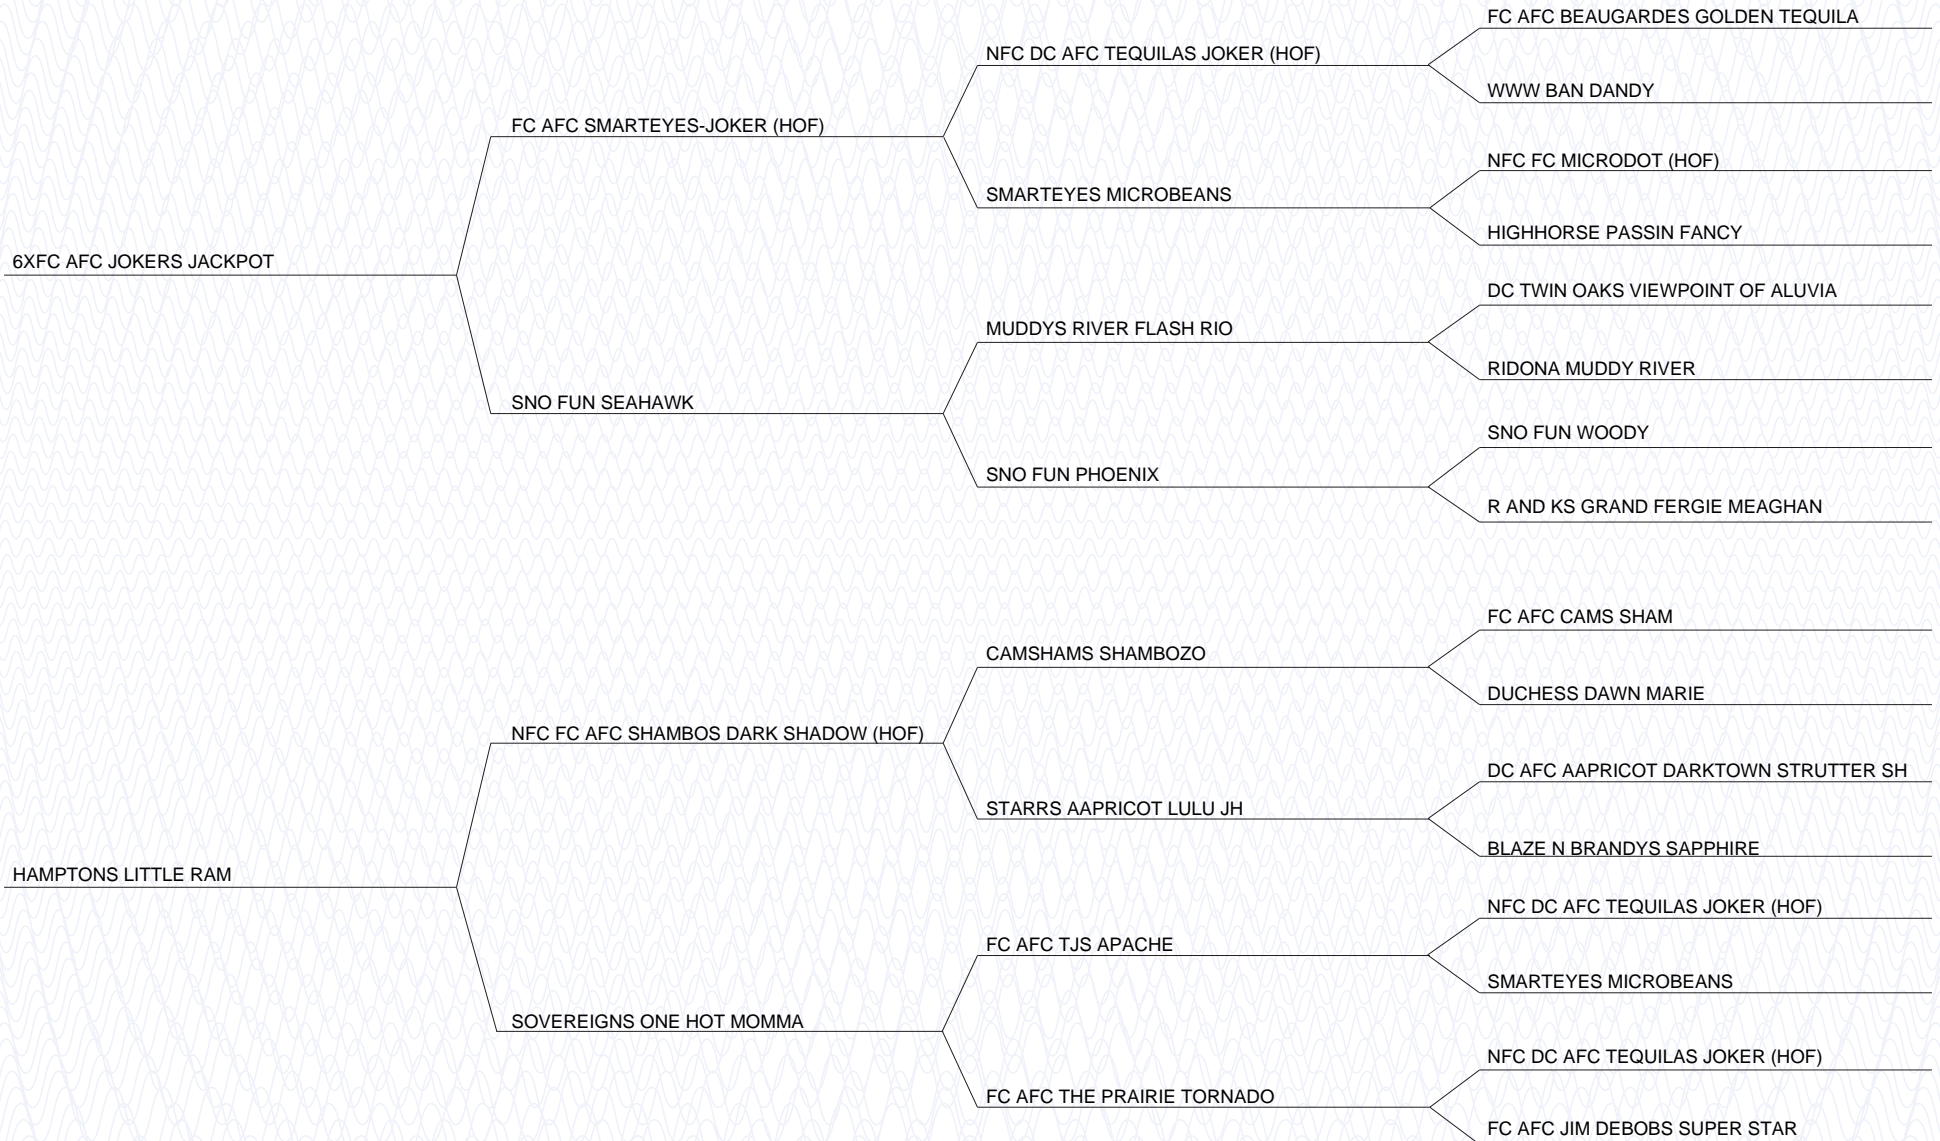 FC AFC BEAUGARDES GOLDEN TEQUILA
NFC DC AFC TEQUILAS JOKER (HOF)
WWW BAN DANDY
FC AFC SMARTEYES-JOKER (HOF)
NFC FC MICRODOT (HOF)
SMARTEYES MICROBEANS
HIGHHORSE PASSIN FANCY
6XFC AFC JOKERS JACKPOT
DC TWIN OAKS VIEWPOINT OF ALUVIA
MUDDYS RIVER FLASH RIO
RIDONA MUDDY RIVER
SNO FUN SEAHAWK
SNO FUN WOODY
SNO FUN PHOENIX
R AND KS GRAND FERGIE MEAGHAN
FC AFC CAMS SHAM
CAMSHAMS SHAMBOZO
DUCHESS DAWN MARIE
NFC FC AFC SHAMBOS DARK SHADOW (HOF)
DC AFC AAPRICOT DARKTOWN STRUTTER SH
STARRS AAPRICOT LULU JH
BLAZE N BRANDYS SAPPHIRE
HAMPTONS LITTLE RAM
NFC DC AFC TEQUILAS JOKER (HOF)
FC AFC TJS APACHE
SMARTEYES MICROBEANS
SOVEREIGNS ONE HOT MOMMA
NFC DC AFC TEQUILAS JOKER (HOF)
FC AFC THE PRAIRIE TORNADO
FC AFC JIM DEBOBS SUPER STAR